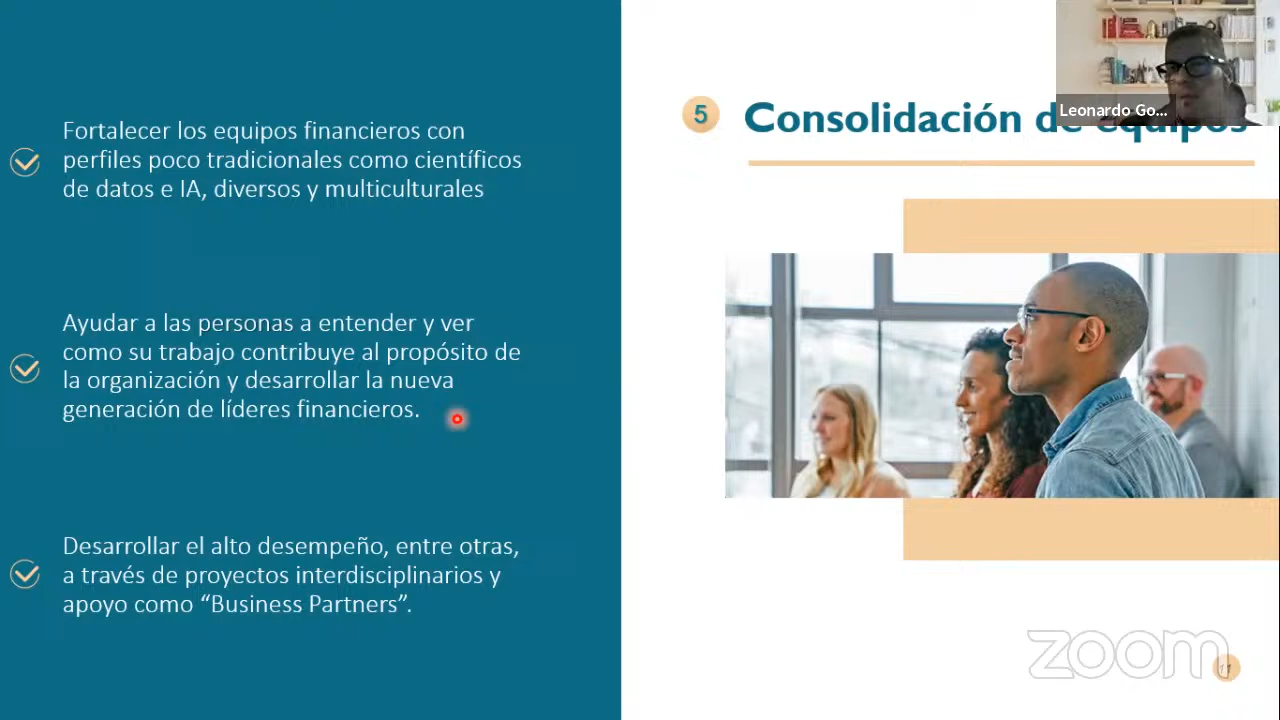 Fortalecer los equipos financieros con
perfiles poco tradicionales como científicos
de datos e IA, diversos y multiculturales
Ayudar a las personas a entender y ver
como su trabajo contribuye al propósito de
la organización y desarrollar la nueva
generación de líderes financieros.
Desarrollar el alto desempeño, entre otras,
a través de proyectos interdisciplinarios y
apoyo como “Business Partners”.
5
Consolidación de equipos
Leonardo Go...
zoom